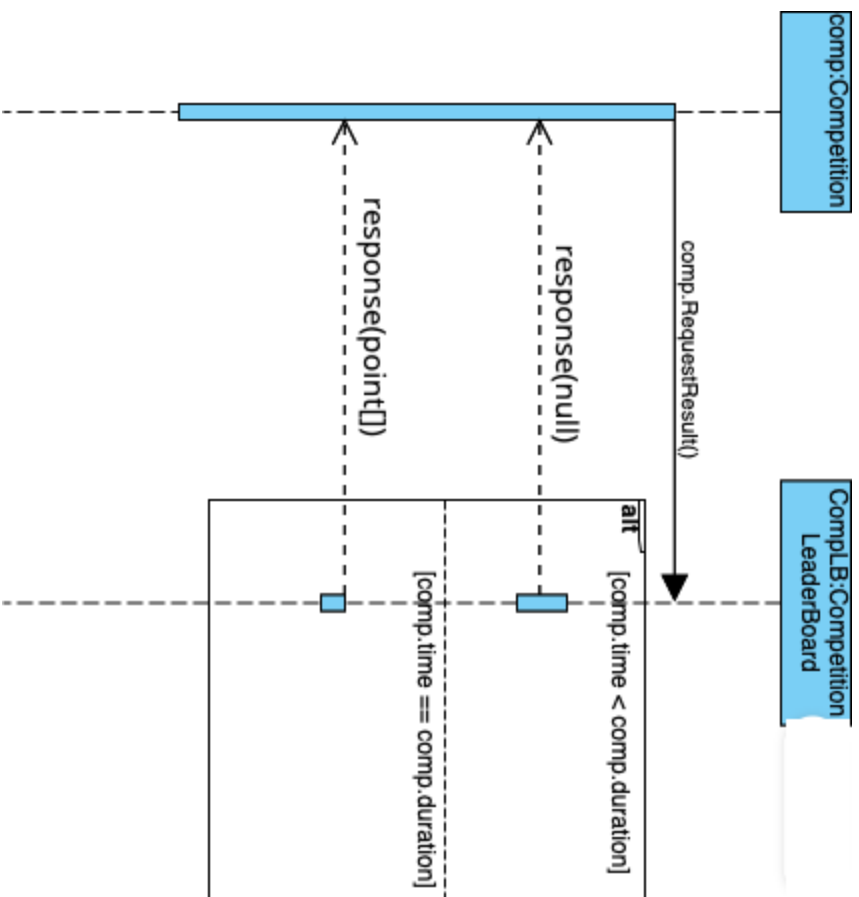 comp:Competition
CompLB:Competition
LeaderBoard
comp.RequestResult()
alt
[comp.time < comp.duration]
response(null)
[comp.time == comp.duration]
response(point[])